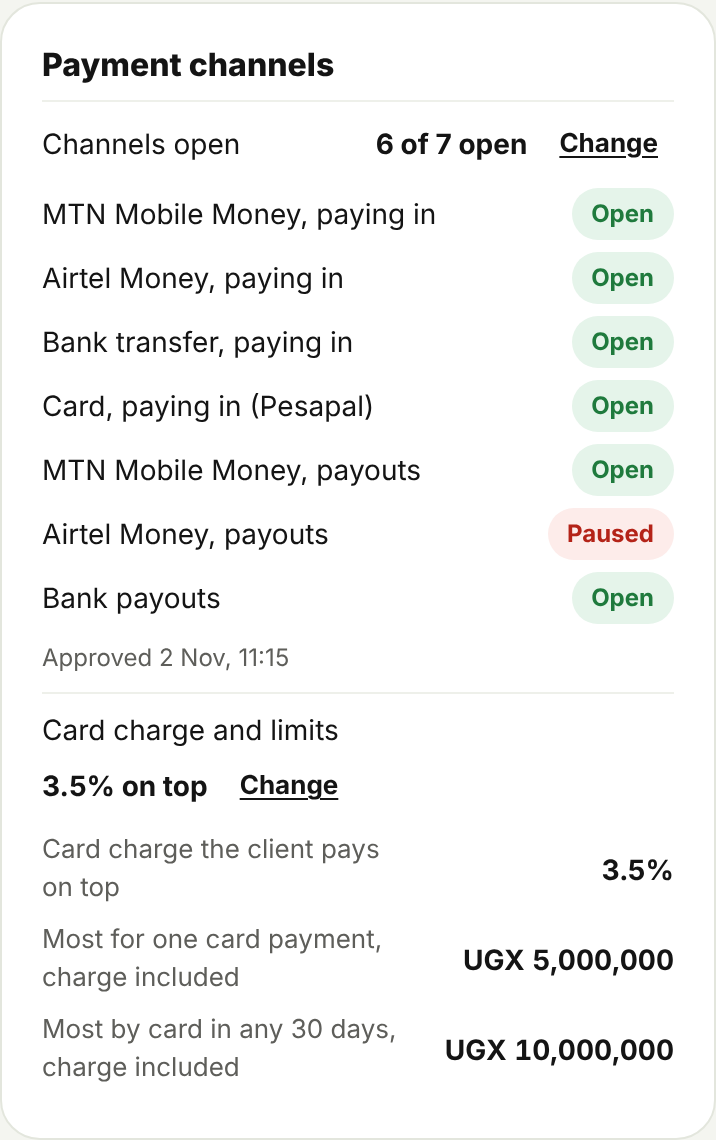 Payment channels
Channels open 6 of 7 open Change
MTN Mobile Money, paying in Open
Airtel Money, paying in Open
Bank transfer, paying in Open
Card, paying in (Pesapal) Open
MTN Mobile Money, payouts Open
Airtel Money, payouts Paused
Bank payouts Open
Approved 2 Nov, 11:15
Card charge and limits
3.5% on top Change
Card charge the client pays
on top
3.5%
Most for one card payment,
charge included
UGX 5,000,000
Most by card in any 30 days,
charge included
UGX 10,000,000